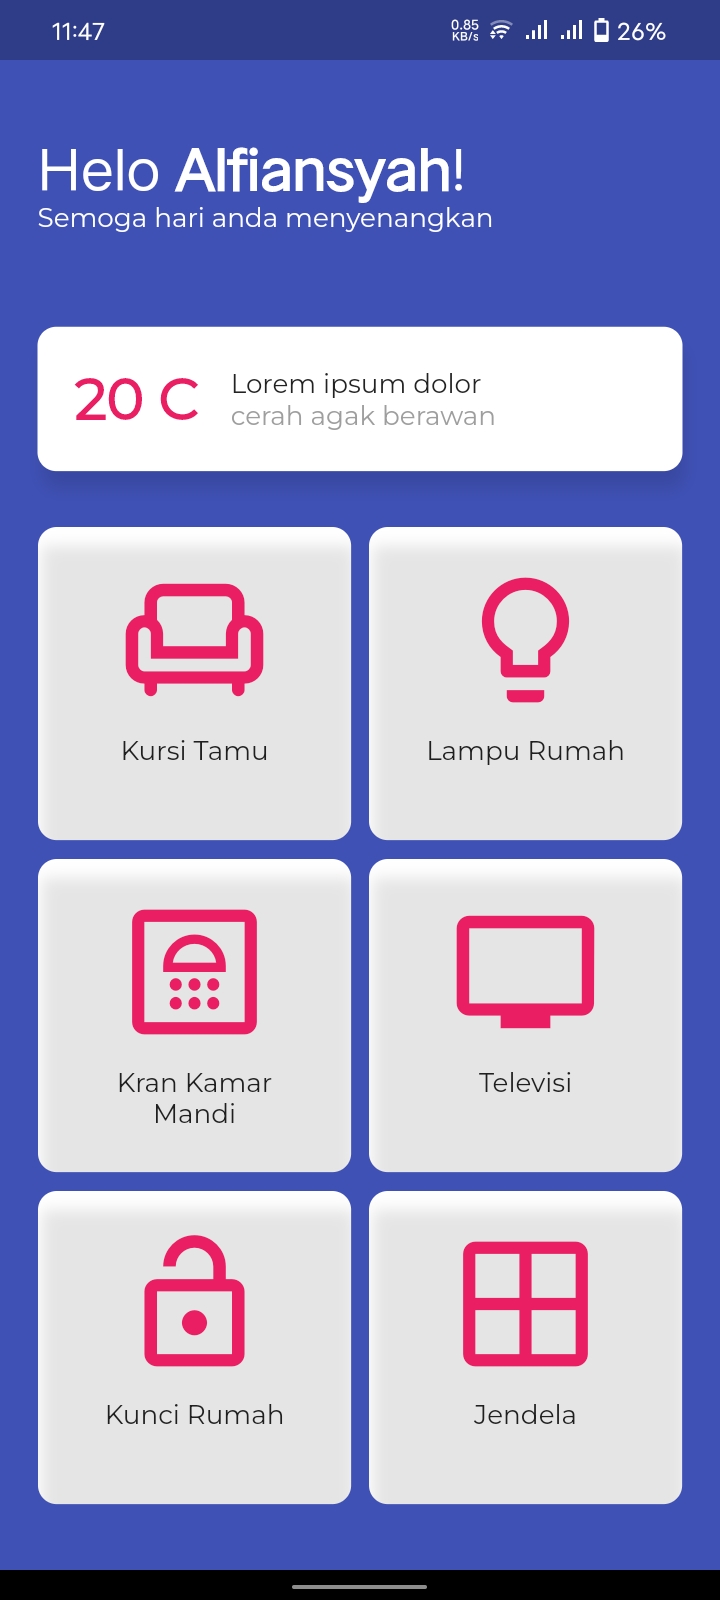 11:47
0.85
KB/s
26%
Helo Alfiansyah!
Semoga hari anda menyenangkan
20 C
Lorem ipsum dolor
cerah agak berawan
Kursi Tamu
Lampu Rumah
Kran Kamar
Mandi
Televisi
Kunci Rumah
Jendela